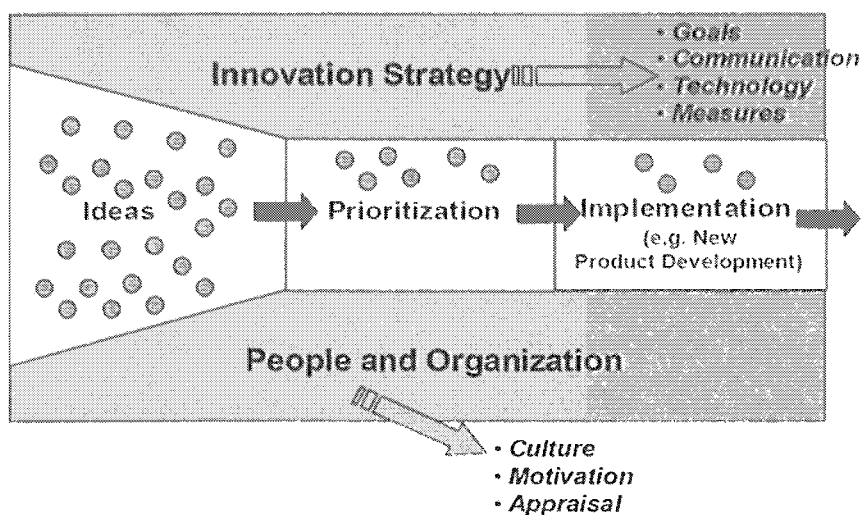 Innovation Strategy
• Goals
• Communication
• Technology
• Measures
Ideas
Prioritization
Implementation
(e.g. New
Product Development)
People and Organization
• Culture
• Motivation
• Appraisal